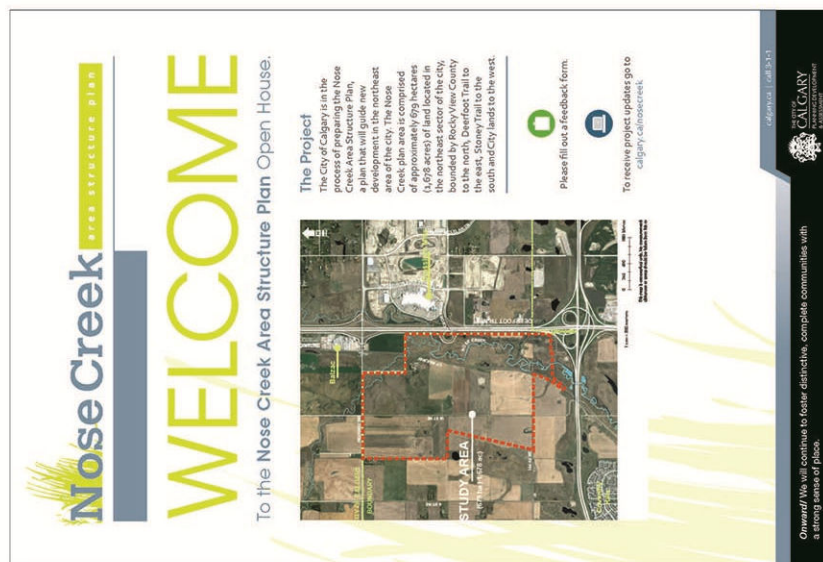 Nose Creek
area structure plan
WELCOME
To the Nose Creek Area Structure Plan Open House.
The Project
The City of Calgary is in the
process of preparing the Nose
Creek Area Structure Plan,
a plan that will guide new
development in the northeast
area of the city. The Nose
Creek plan area is comprised
of approximately 679 hectares
(1,678 acres) of land located in
the northeast sector of the city,
bounded by Rocky View County
to the north, Deerfoot Trail to
the east, Stoney Trail to the
south and City lands to the west.
Balzac
BOUNDARY
DEERFOOT TR
STUDY AREA
Please fill out a feedback form.
To receive project updates go to
calgary.ca/nosecreek
calgary.ca | call 3-1-1
Onward/ We will continue to foster distinctive, complete communities with
a strong sense of place.
THE CITY OF
CALGARY
PLANNING, DEVELOPMENT
& ASSESSMENT